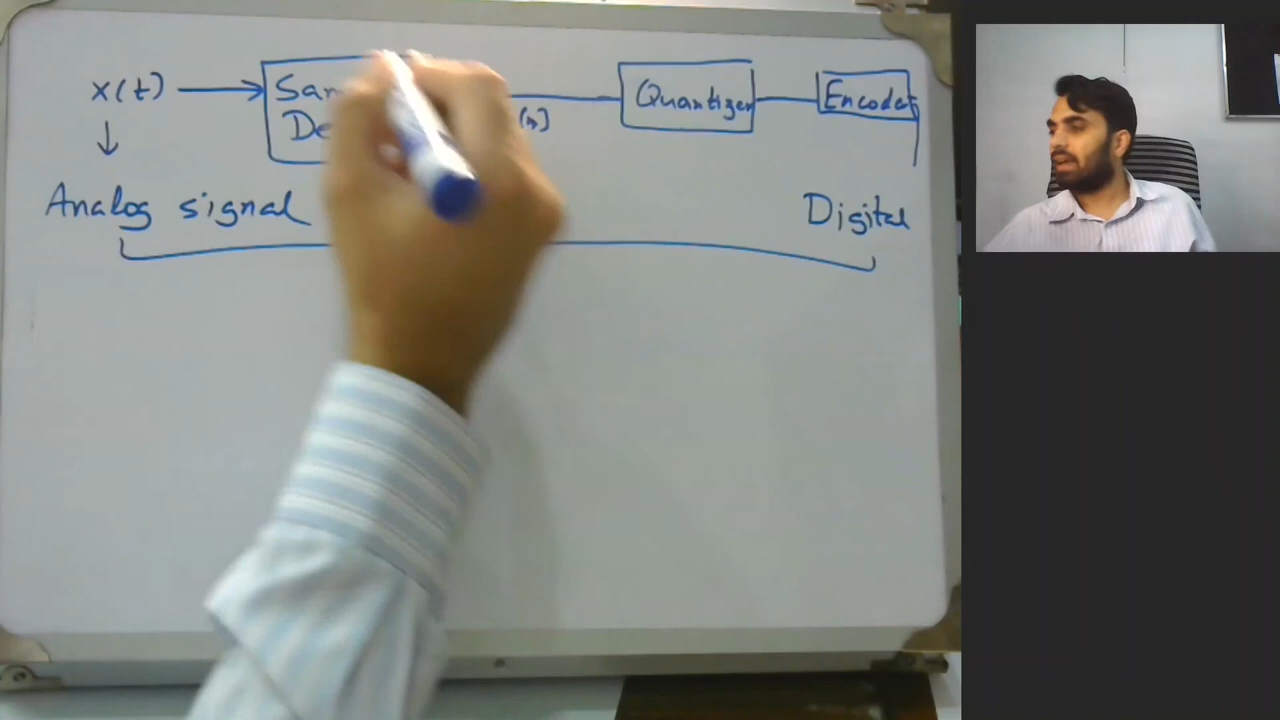 x(t) Quantizer Encoder
[n]
Analog signal Digital